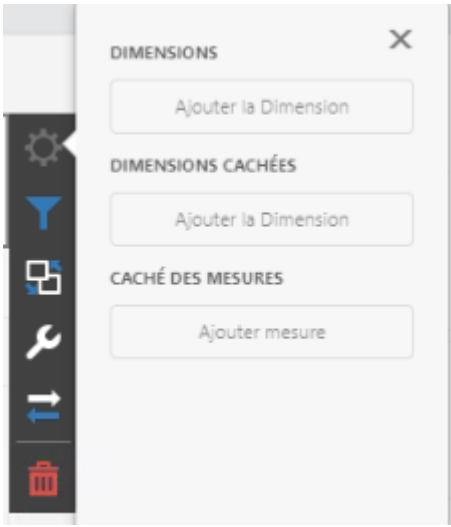 DIMENSIONS
Ajouter la Dimension
DIMENSIONS CACHÉES
Ajouter la Dimension
CACHÉ DES MESURES
Ajouter mesure